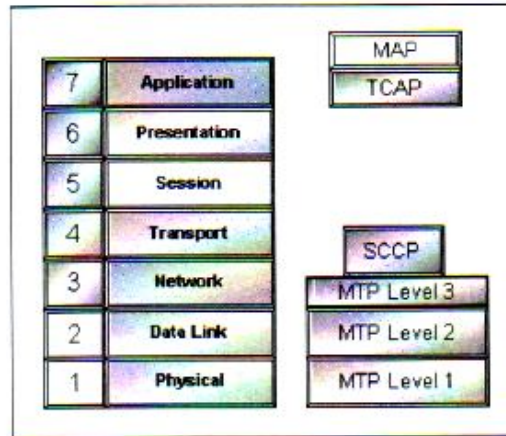 MAP
7 Application
TCAP
6 Presentation
5 Session
4 Transport
SCCP
3 Network
MTP Level 3
2 Data Link
MTP Level 2
1 Physical
MTP Level 1